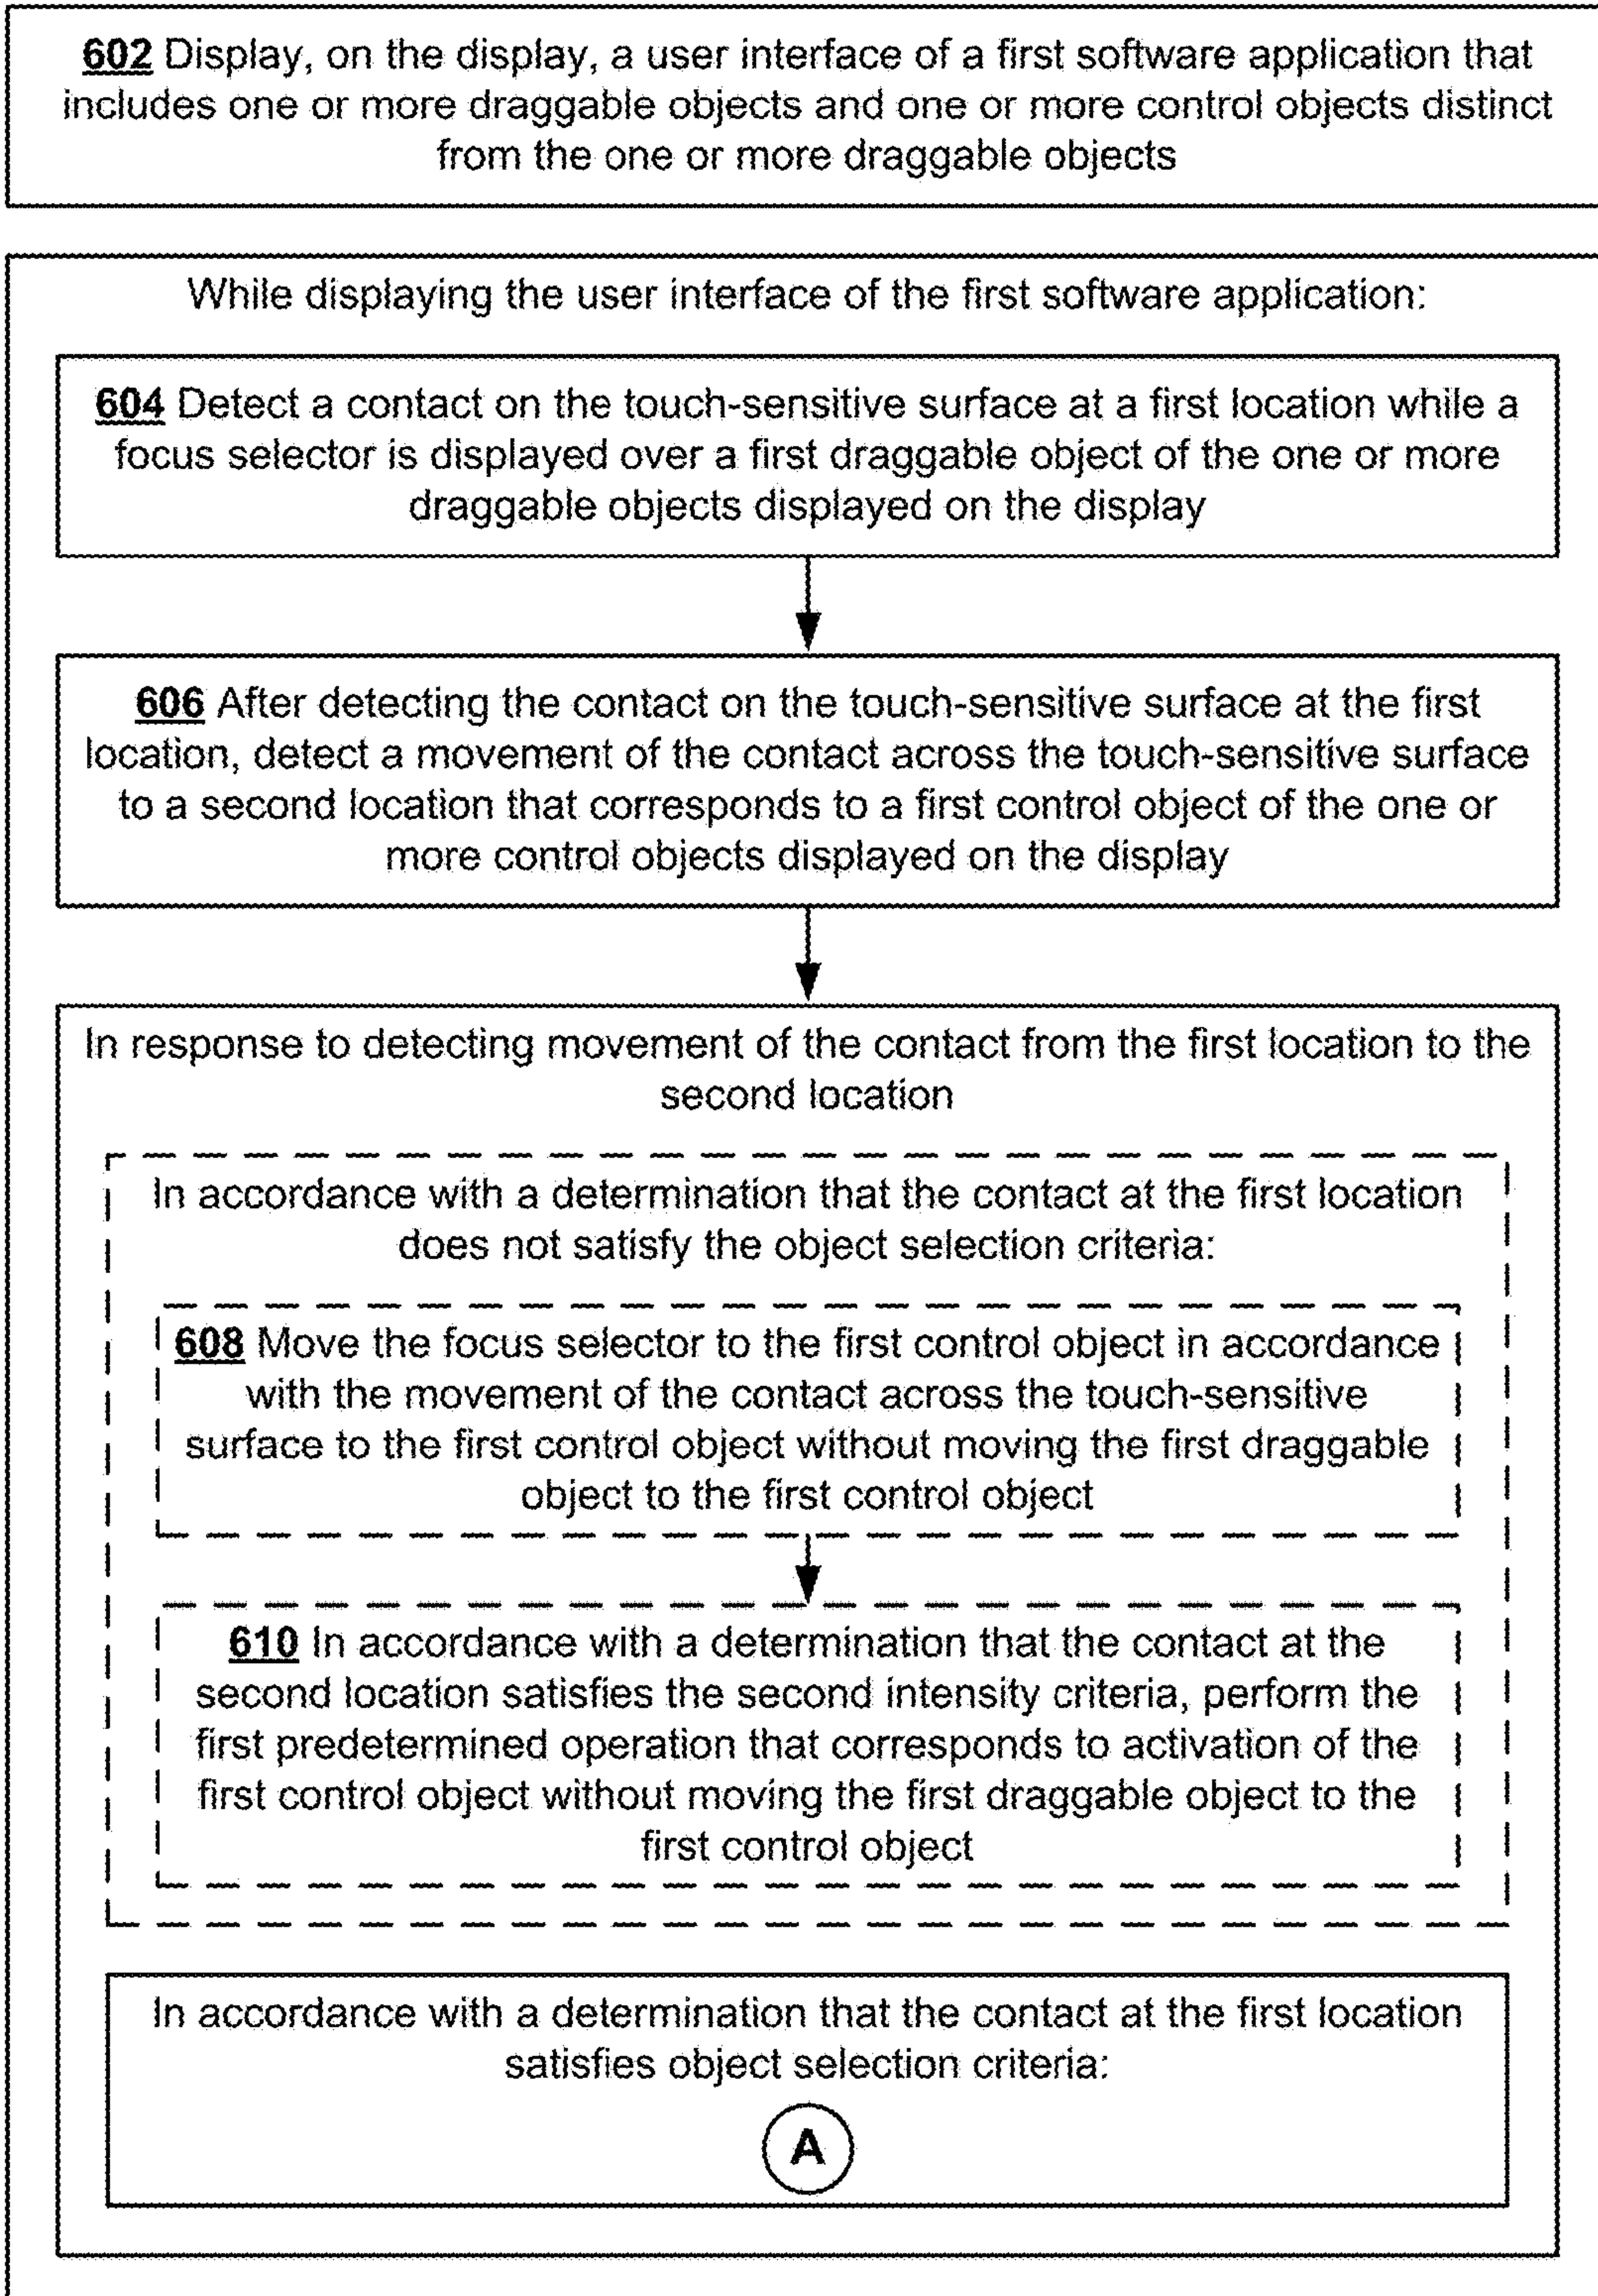 602 Display, on the display, a user interface of a first software application that
includes one or more draggable objects and one or more control objects distinct
from the one or more draggable objects
While displaying the user interface of the first software application:
604 Detect a contact on the touch-sensitive surface at a first location while a
focus selector is displayed over a first draggable object of the one or more
draggable objects displayed on the display
606 After detecting the contact on the touch-sensitive surface at the first
location, detect a movement of the contact across the touch-sensitive surface
to a second location that corresponds to a first control object of the one or
more control objects displayed on the display
In response to detecting movement of the contact from the first location to the
second location
In accordance with a determination that the contact at the first location
does not satisfy the object selection criteria:
608 Move the focus selector to the first control object in accordance
with the movement of the contact across the touch-sensitive
surface to the first control object without moving the first draggable
object to the first control object
610 In accordance with a determination that the contact at the
second location satisfies the second intensity criteria, perform the
first predetermined operation that corresponds to activation of the
first control object without moving the first draggable object to the
first control object
In accordance with a determination that the contact at the first location
satisfies object selection criteria:
A